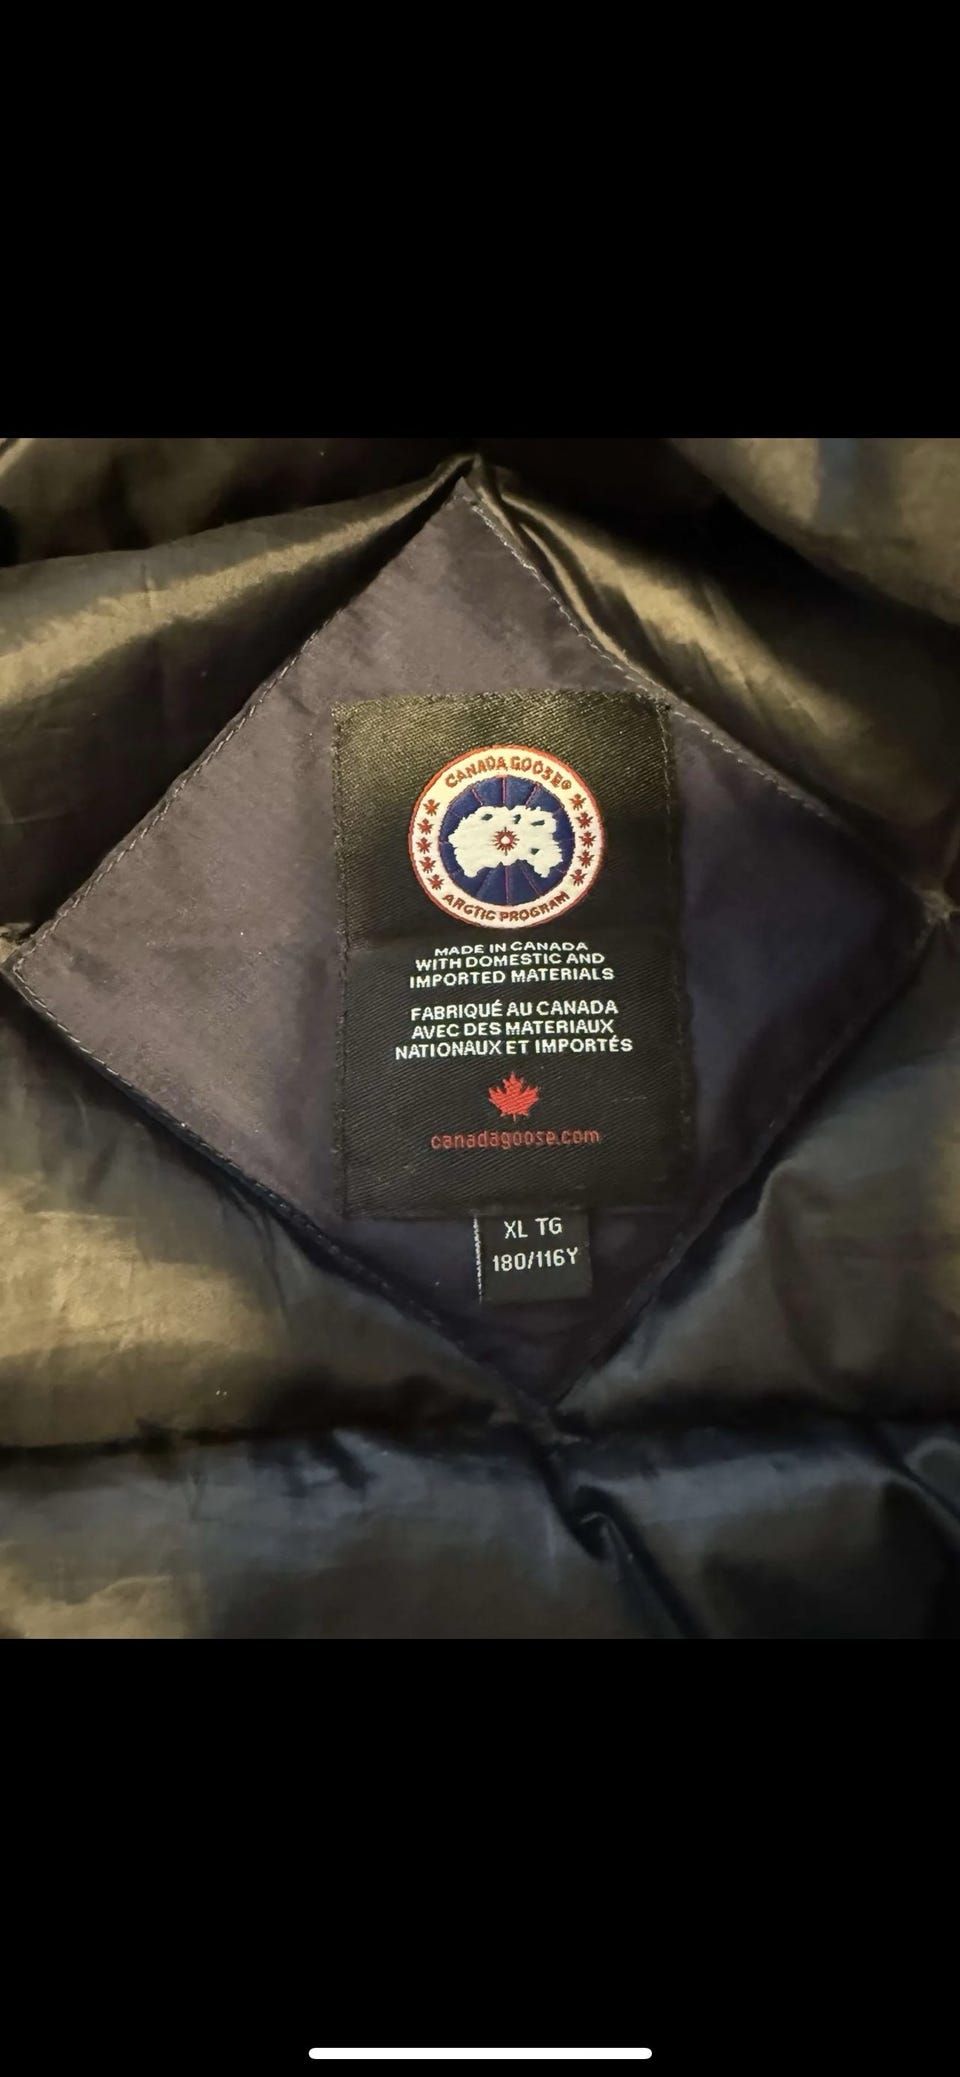 CANADA GOOSE®
ARCTIC PROGRAM
MADE IN CANADA
WITH DOMESTIC AND
IMPORTED MATERIALS
FABRIQUÉ AU CANADA
AVEC DES MATERIAUX
NATIONAUX ET IMPORTÉS
canadagoose.com
XL TG
180/116Y